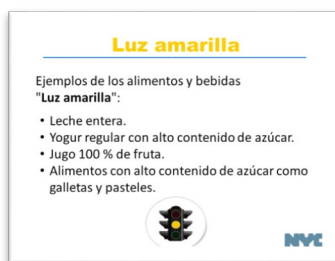 Luz amarilla
Ejemplos de los alimentos y bebidas
"Luz amarilla":
• Leche entera.
• Yogur regular con alto contenido de azúcar.
• Jugo 100 % de fruta.
• Alimentos con alto contenido de azúcar como
galletas y pasteles.
NYC